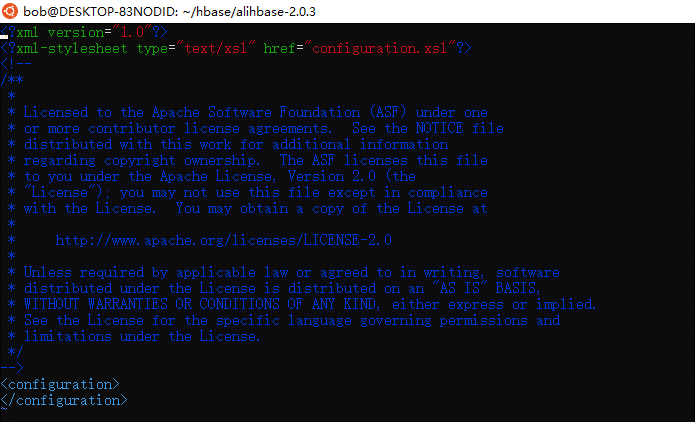 bob@DESKTOP-83NODID: ~/hbase/alihbase-2.0.3
<?xml version="1.0"?>
<?xml-stylesheet type="text/xsl" href="configuration.xsl"?>
<!--
/**
 *
 * Licensed to the Apache Software Foundation (ASF) under one
 * or more contributor license agreements.  See the NOTICE file
 * distributed with this work for additional information
 * regarding copyright ownership.  The ASF licenses this file
 * to you under the Apache License, Version 2.0 (the
 * "License"); you may not use this file except in compliance
 * with the License.  You may obtain a copy of the License at
 *
 *     http://www.apache.org/licenses/LICENSE-2.0
 *
 * Unless required by applicable law or agreed to in writing, software
 * distributed under the License is distributed on an "AS IS" BASIS,
 * WITHOUT WARRANTIES OR CONDITIONS OF ANY KIND, either express or implied.
 * See the License for the specific language governing permissions and
 * limitations under the License.
 */
-->
<configuration>
</configuration>
~